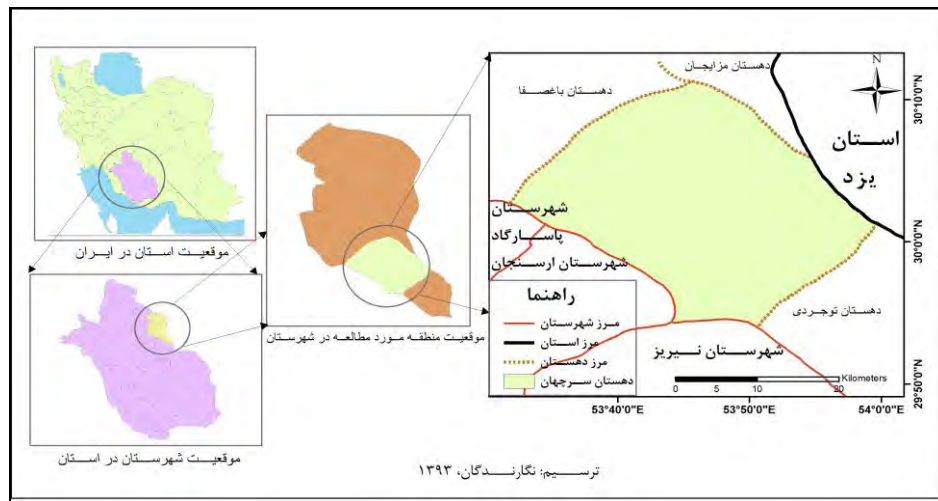 موقعیت استان در ایران
موقعیت شهرستان در استان
موقعیت منطقه مورد مطالعه در شهرستان
دهستان مزایجان
دهستان باغصفا
استان
یزد
شهرستان
پاسارگاد
شهرستان ارسنجان
دهستان توجردی
شهرستان نیریز
راهنما
مرز شهرستان
مرز استان
مرز دهستان
دهستان سرچهان
N
Kilometers
0 5 10 20
30°10'0"N
30°0'0"N
29°50'0"N
53°40'0"E
53°50'0"E
54°0'0"E
ترسیم: نگارندگان، ۱۳۹۳